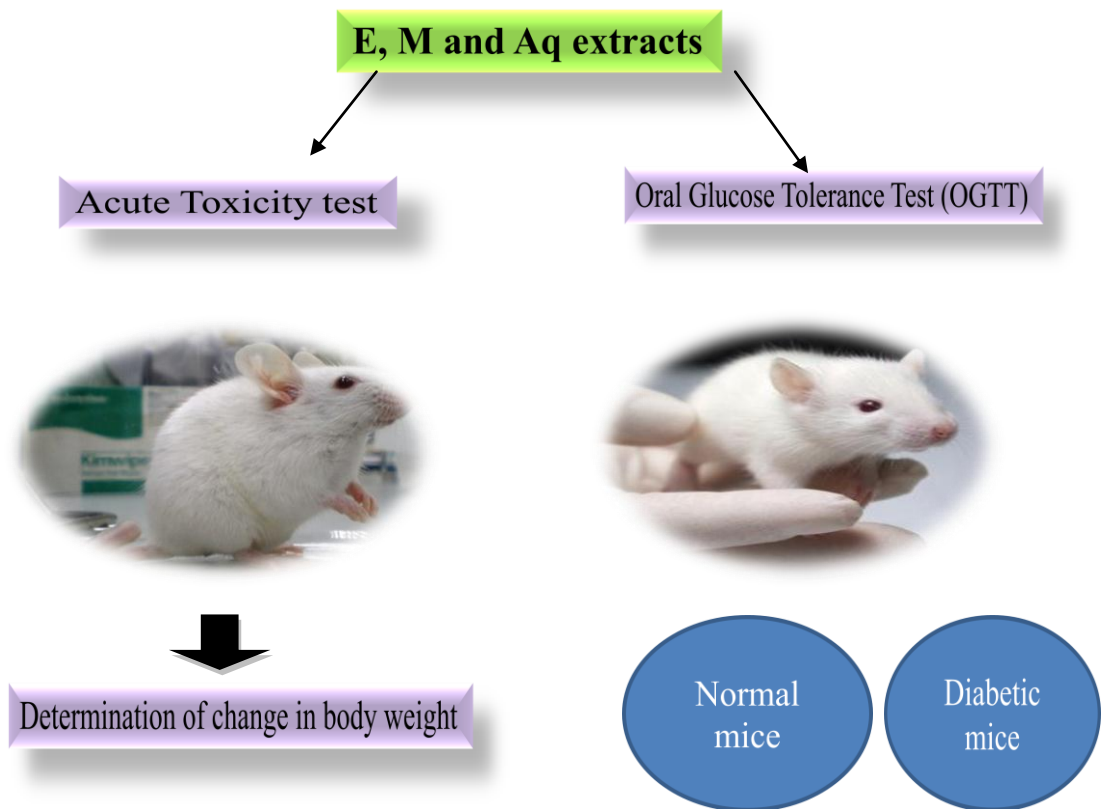 E, M and Aq extracts
Acute Toxicity test
Oral Glucose Tolerance Test (OGTT)
Determination of change in body weight
Normal
mice
Diabetic
mice